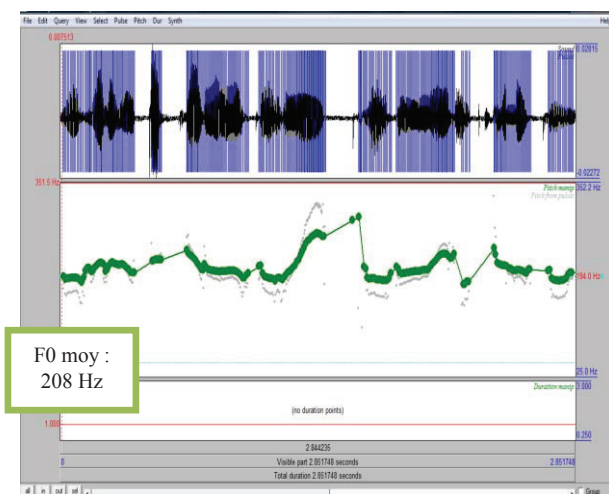 File Edit Query View Select Pulse Pitch Dur Synth Hel
0.007513
Sound 0.02015
Pulses
-0.02272
351.5 Hz Pitch manip 352.2 Hz
Pitch from pulses
194.0 Hz
F0 moy :
208 Hz
25.0 Hz
Duration manip 3.000
(no duration points)
1.000
0.250
2.844235
0 Visible part 2.851748 seconds 2.851748
Total duration 2.851748 seconds
all in out sel Group